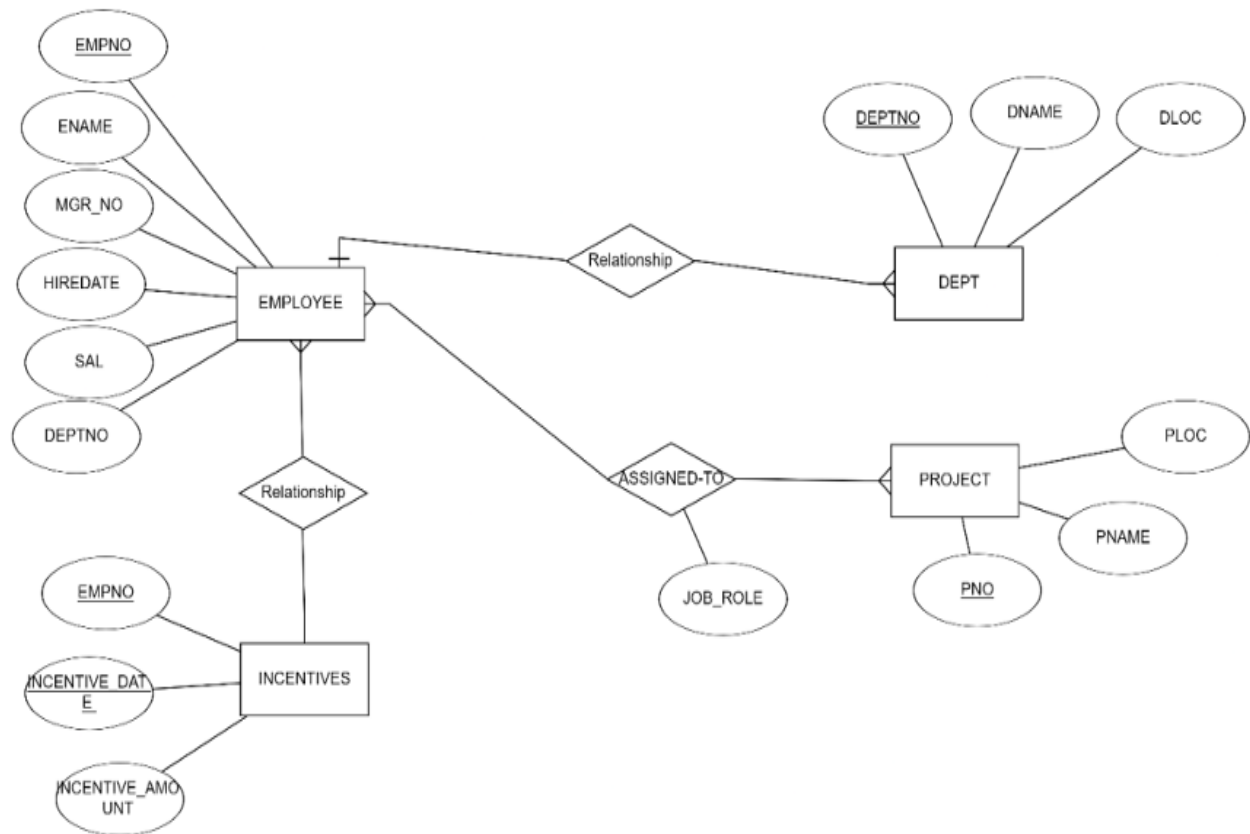 EMPNO
ENAME
MGR_NO
HIREDATE
SAL
DEPTNO
EMPLOYEE
Relationship
DEPTNO
DNAME
DLOC
DEPT
Relationship
ASSIGNED-TO
JOB_ROLE
PROJECT
PLOC
PNAME
PNO
EMPNO
INCENTIVE_DAT
E
INCENTIVE_AMO
UNT
INCENTIVES